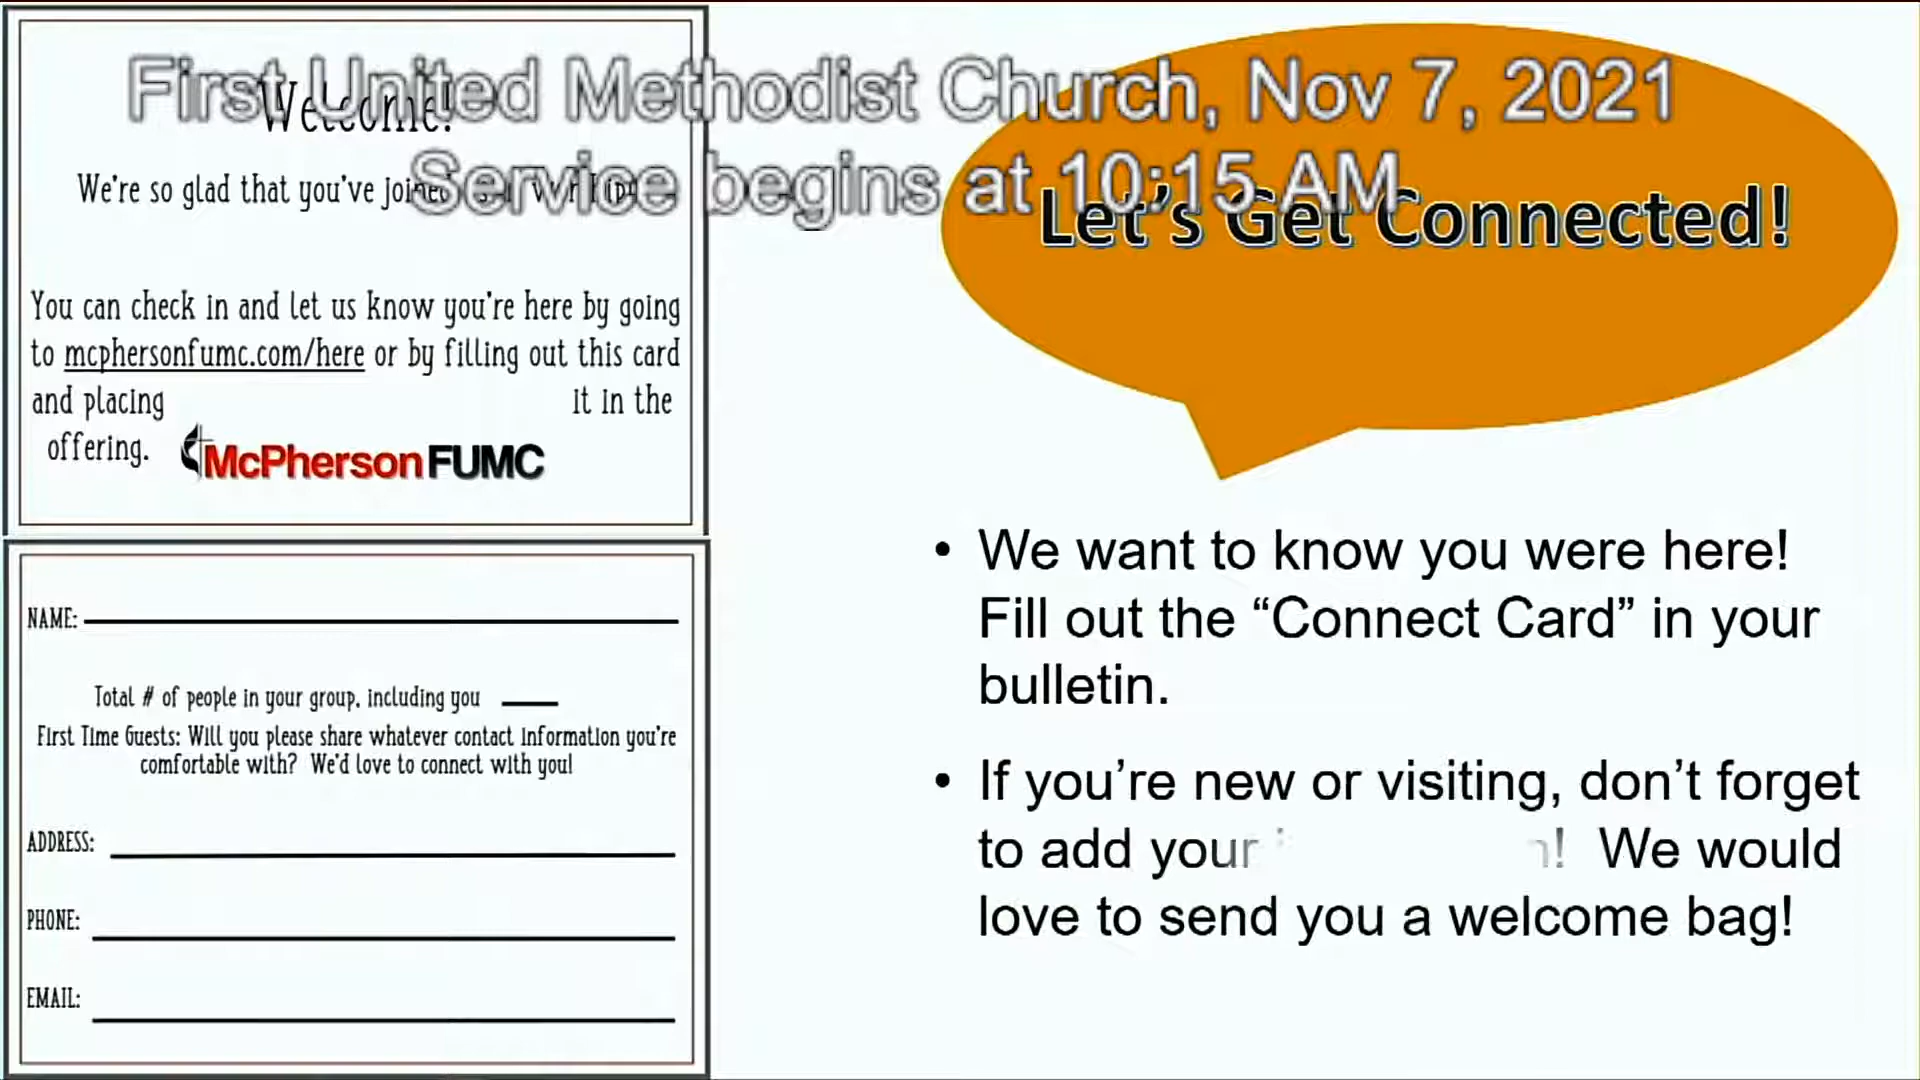 First United Methodist Church, Nov 7, 2021
Service begins at 10:15 AM
Welcome!
We're so glad that you've joined
You can check in and let us know you're here by going
to mcphersonfumc.com/here or by filling out this card
and placing it in the
offering.
McPherson FUMC
NAME:
Total # of people in your group, including you
First Time Guests: Will you please share whatever contact information you're
comfortable with? We'd love to connect with you!
ADDRESS:
PHONE:
EMAIL:
Let's Get Connected!
• We want to know you were here!
Fill out the “Connect Card” in your
bulletin.
• If you’re new or visiting, don’t forget
to add your ! We would
love to send you a welcome bag!